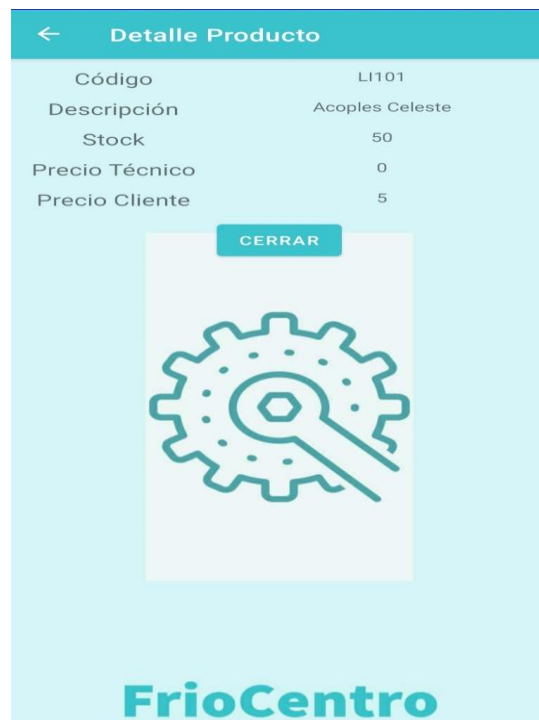 Detalle Producto
Código LI101
Descripción Acoples Celeste
Stock 50
Precio Técnico 0
Precio Cliente 5
CERRAR
FrioCentro